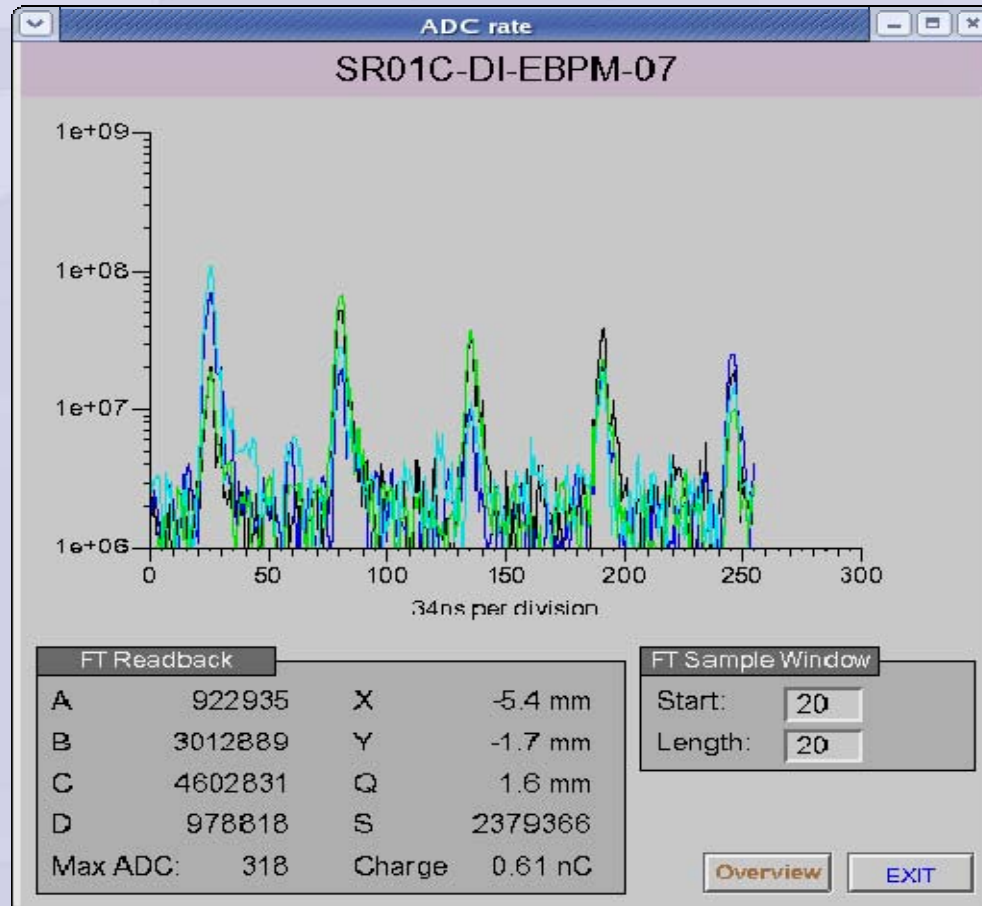 ADC rate
SR01C-DI-EBPM-07
1e+09
1e+08
1e+07
1e+06
0 50 100 150 200 250 300
34ns per division
FT Readback
A 922935 X -5.4 mm
B 3012889 Y -1.7 mm
C 4602831 Q 1.6 mm
D 978818 S 2379366
Max ADC: 318 Charge 0.61 nC
FT Sample Window
Start: 20
Length: 20
Overview EXIT